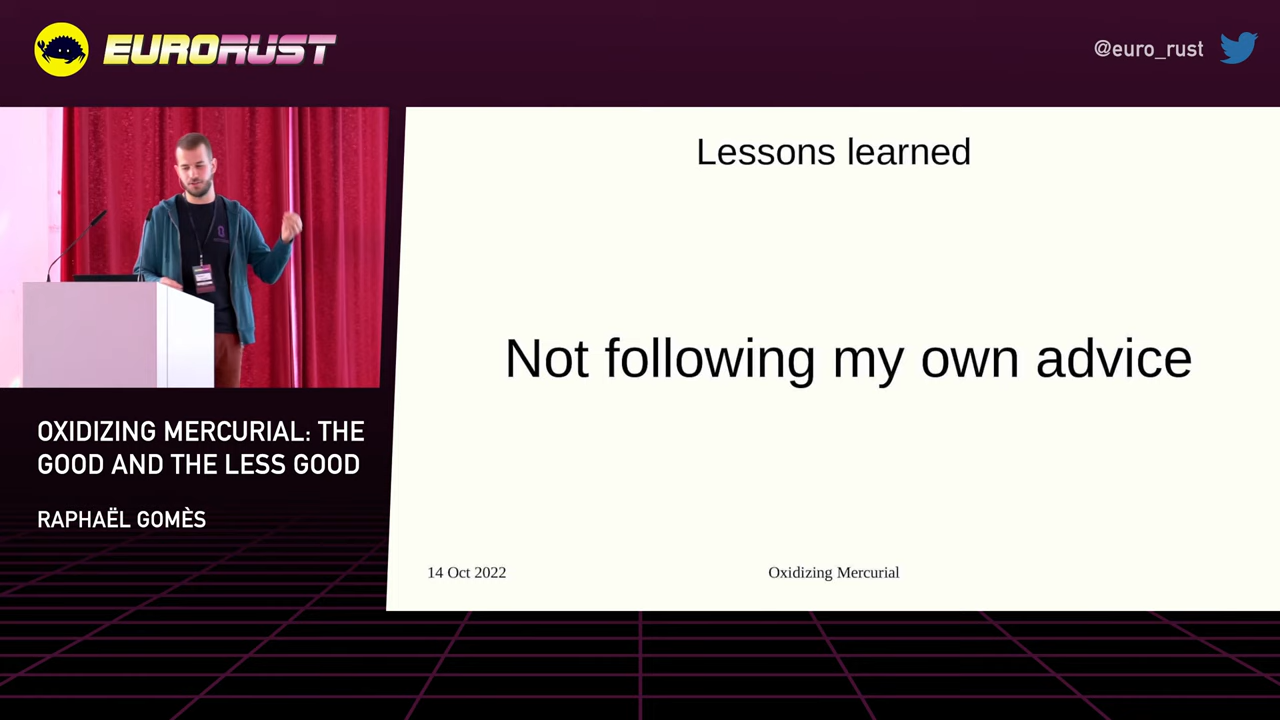 EURORUST
@euro_rust
Lessons learned
Not following my own advice
OXIDIZING MERCURIAL: THE
GOOD AND THE LESS GOOD
RAPHAËL GOMÈS
14 Oct 2022
Oxidizing Mercurial